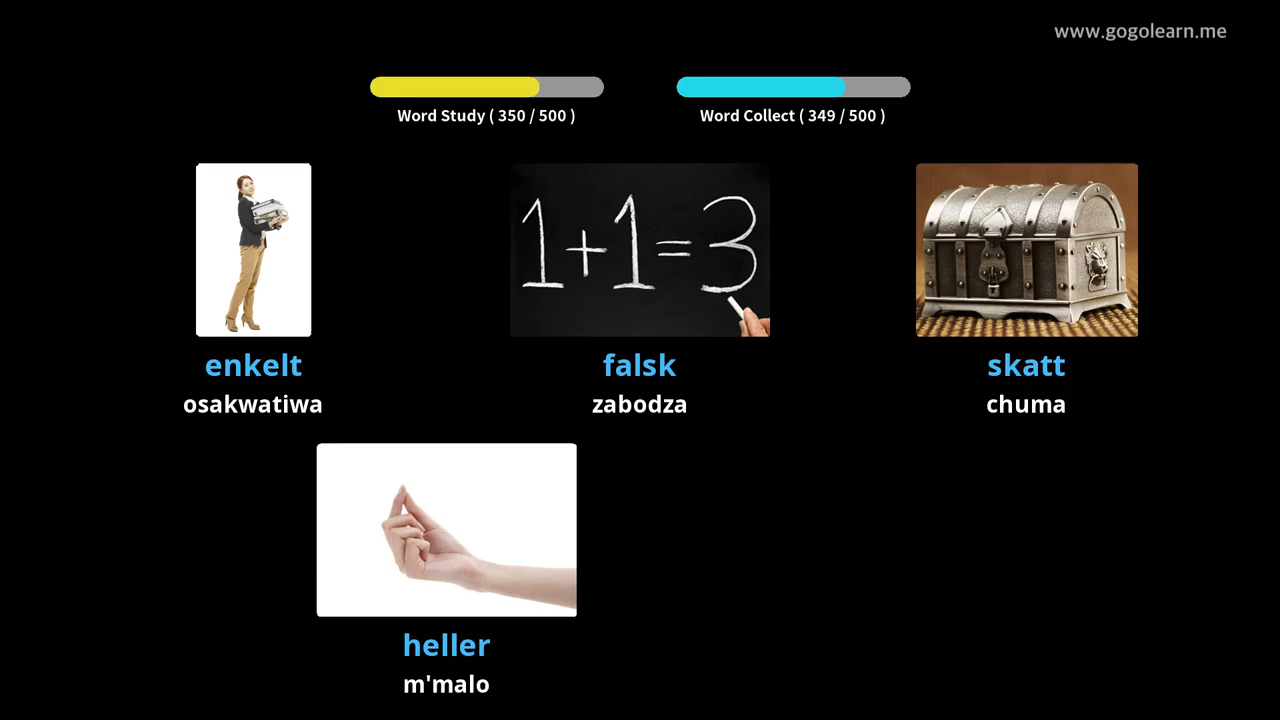 www.gogolearn.me
Word Study ( 350 / 500 )
Word Collect ( 349 / 500 )
1+1=3
enkelt
osakwatiwa
falsk
zabodza
skatt
chuma
heller
m'malo